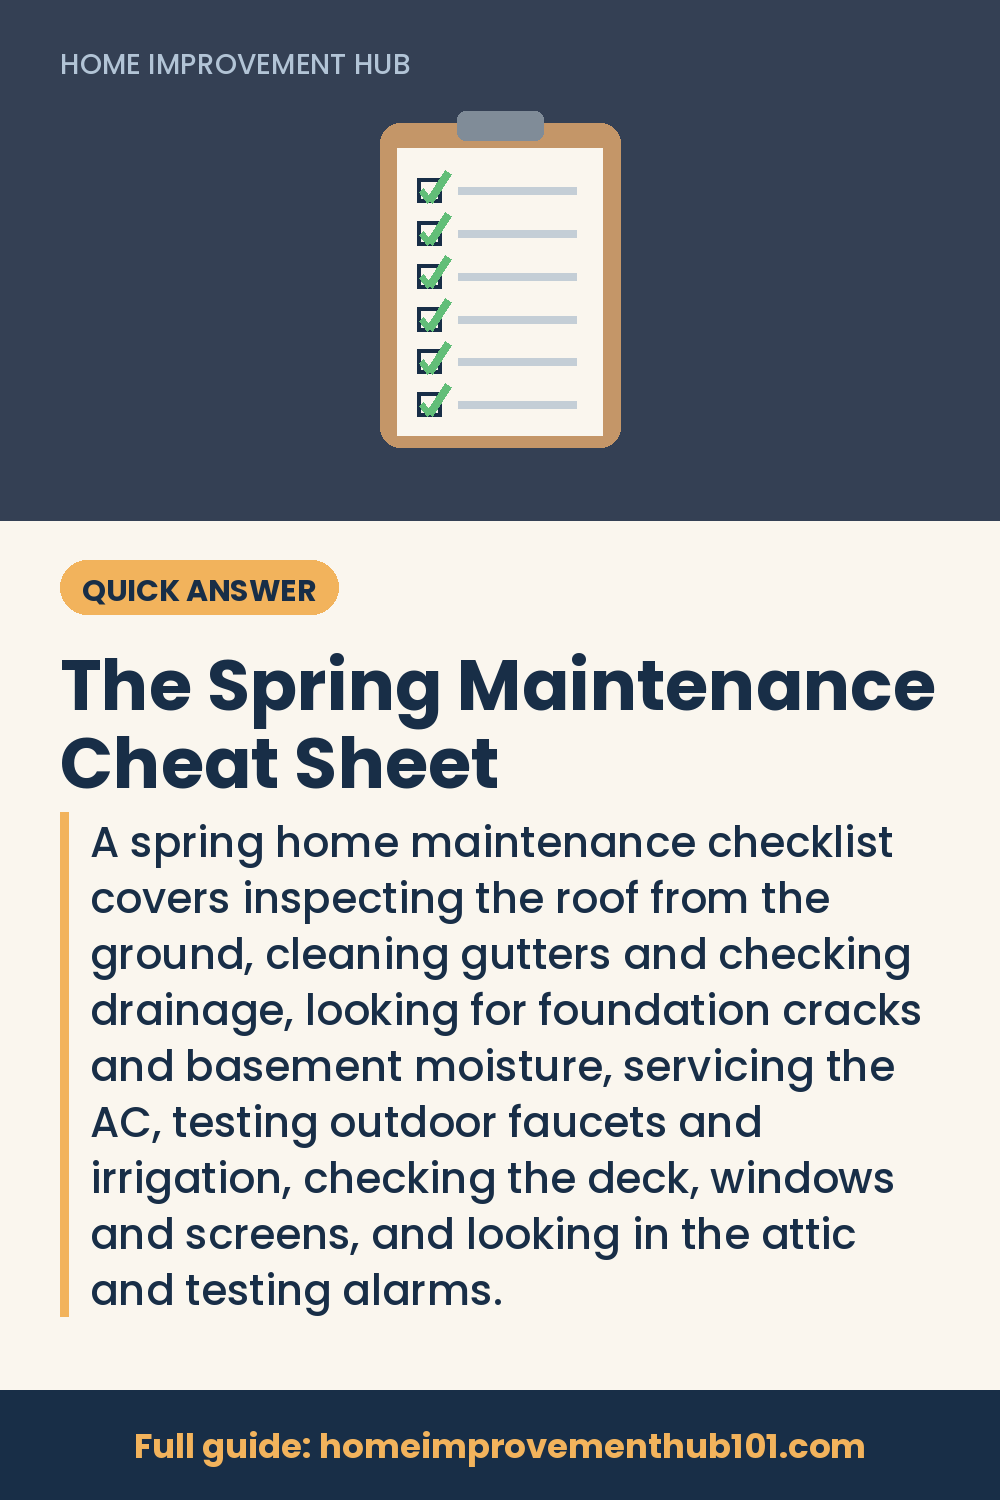 HOME IMPROVEMENT HUB
QUICK ANSWER
The Spring Maintenance
Cheat Sheet
A spring home maintenance checklist
covers inspecting the roof from the
ground, cleaning gutters and checking
drainage, looking for foundation cracks
and basement moisture, servicing the
AC, testing outdoor faucets and
irrigation, checking the deck, windows
and screens, and looking in the attic
and testing alarms.
Full guide: homeimprovementhub101.com